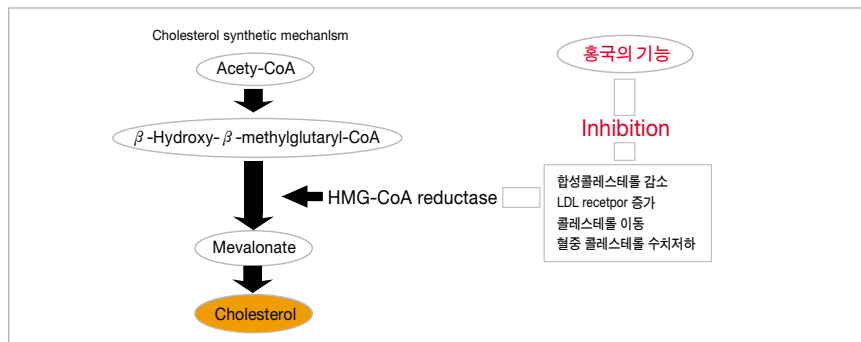 Cholesterol synthetic mechanlsm
Acety-CoA
β-Hydroxy-β-methylglutaryl-CoA
HMG-CoA reductase
Mevalonate
Cholesterol
홍국의 기능
Inhibition
합성콜레스테롤 감소
LDL recetpor 증가
콜레스테롤 이동
혈중 콜레스테롤 수치저하